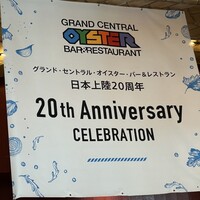 GRAND CENTRAL
OYSTER
BAR&RESTAURANT
グランド・セントラル・オイスター・バー&レストラン
日本上陸20周年
20th Anniversary
CELEBRATION